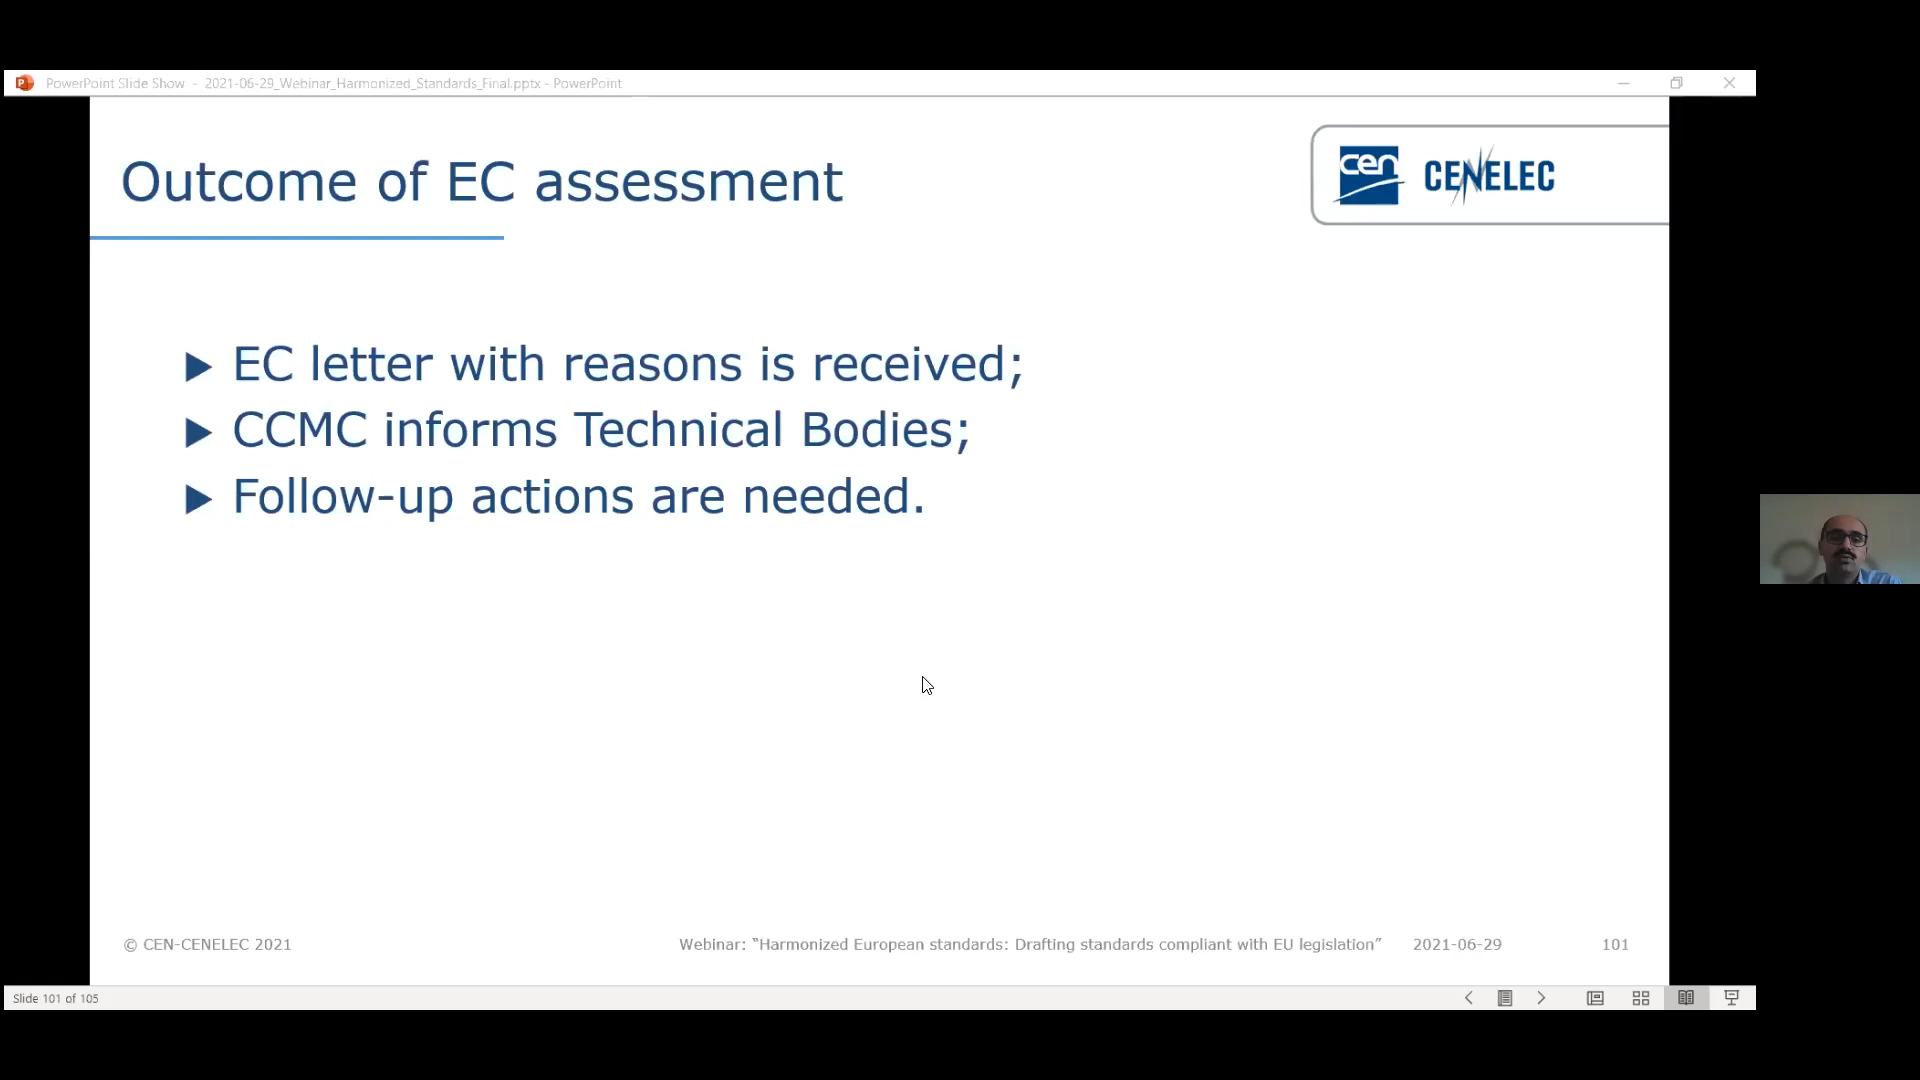 PowerPoint Slide Show - 2021-06-29_Webinar_Harmonized_Standards_Final.pptx - PowerPoint
Outcome of EC assessment
cen CENELEC
► EC letter with reasons is received;
► CCMC informs Technical Bodies;
► Follow-up actions are needed.
© CEN-CENELEC 2021 Webinar: “Harmonized European standards: Drafting standards compliant with EU legislation” 2021-06-29 101
Slide 101 of 105